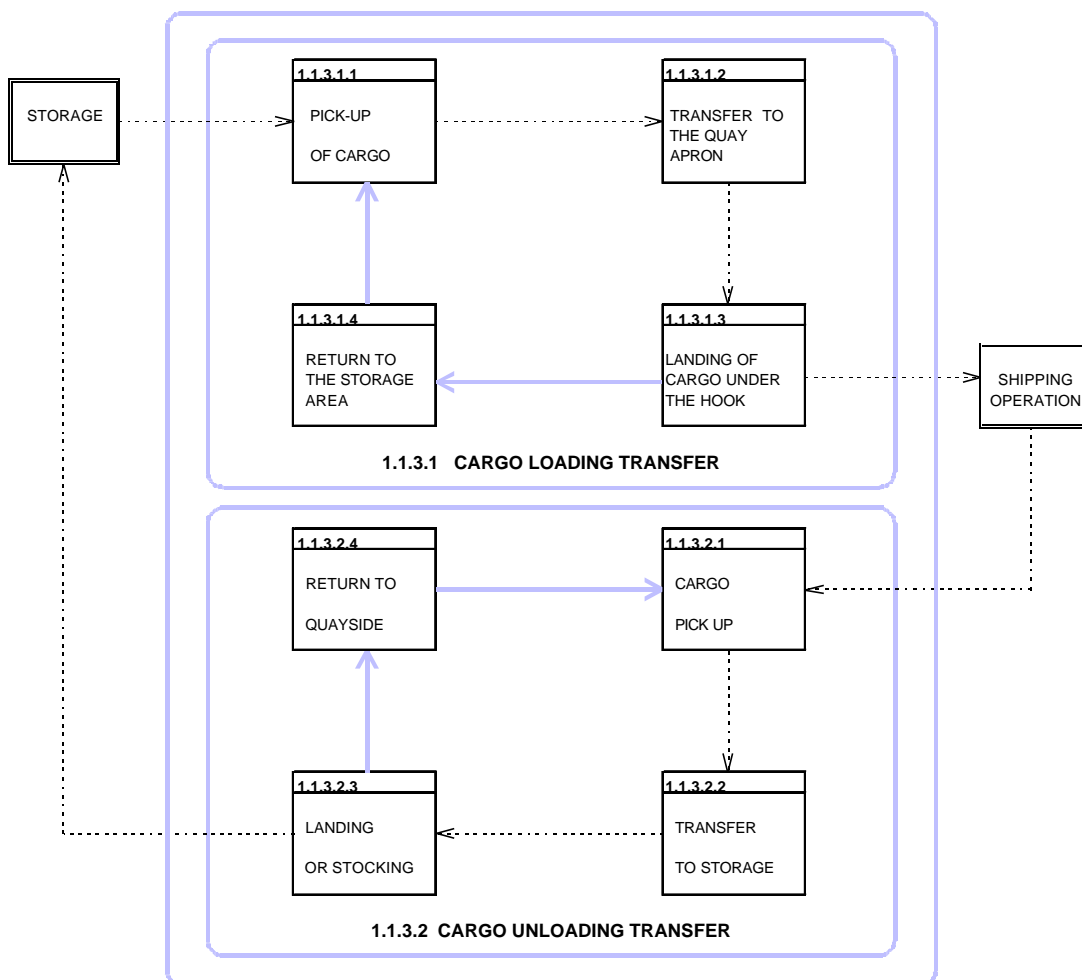 1.1.3.1.1
PICK-UP
OF CARGO
1.1.3.1.2
TRANSFER TO
THE QUAY
APRON
STORAGE
1.1.3.1.4
RETURN TO
THE STORAGE
AREA
1.1.3.1.3
LANDING OF
CARGO UNDER
THE HOOK
SHIPPING
OPERATION
1.1.3.1 CARGO LOADING TRANSFER
1.1.3.2.4
RETURN TO
QUAYSIDE
1.1.3.2.1
CARGO
PICK UP
1.1.3.2.3
LANDING
OR STOCKING
1.1.3.2.2
TRANSFER
TO STORAGE
1.1.3.2 CARGO UNLOADING TRANSFER